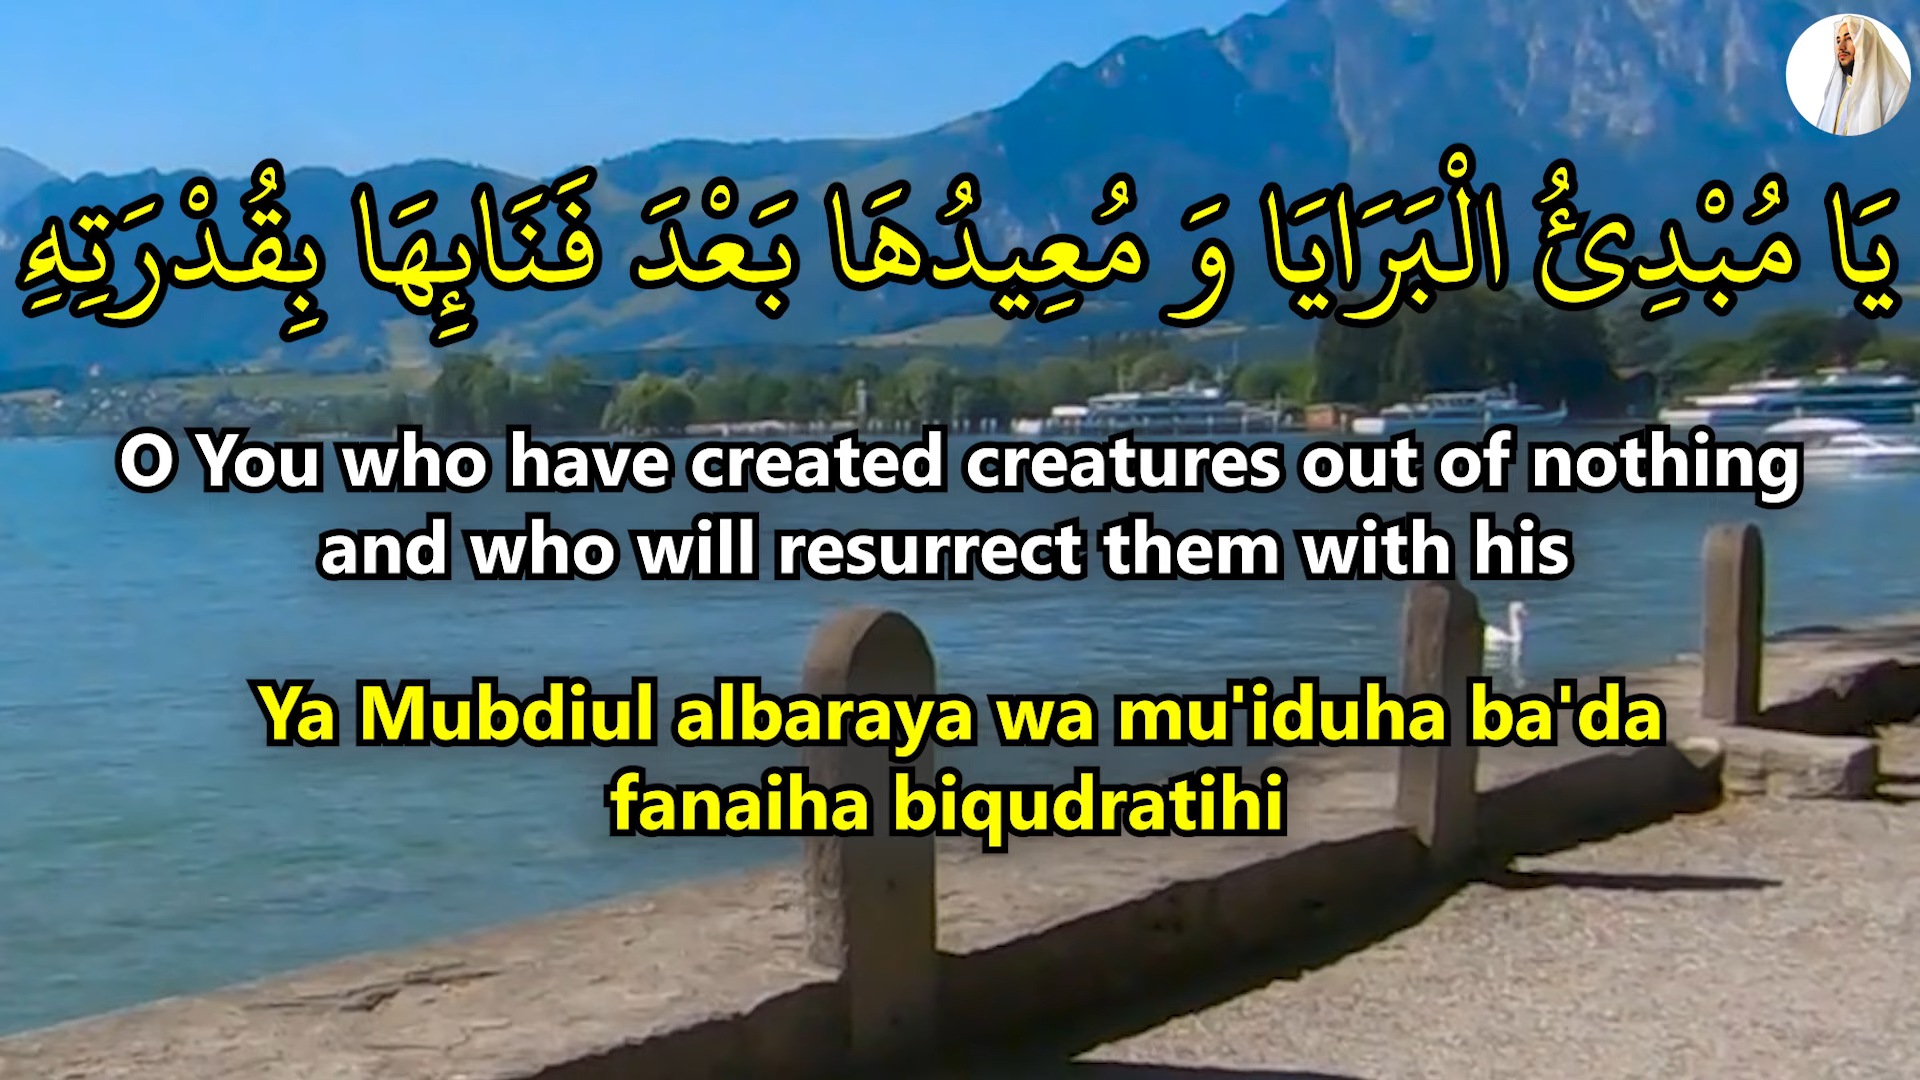 يَا مُبْدِئُ الْبَرَايَا وَ مُعِيدُهَا بَعْدَ فَنَايِٕهَا بِقُدْرَتِهِ
O You who have created creatures out of nothing
and who will resurrect them with his
Ya Mubdiul albaraya wa mu'iduha ba'da
fanaiha biqudratihi